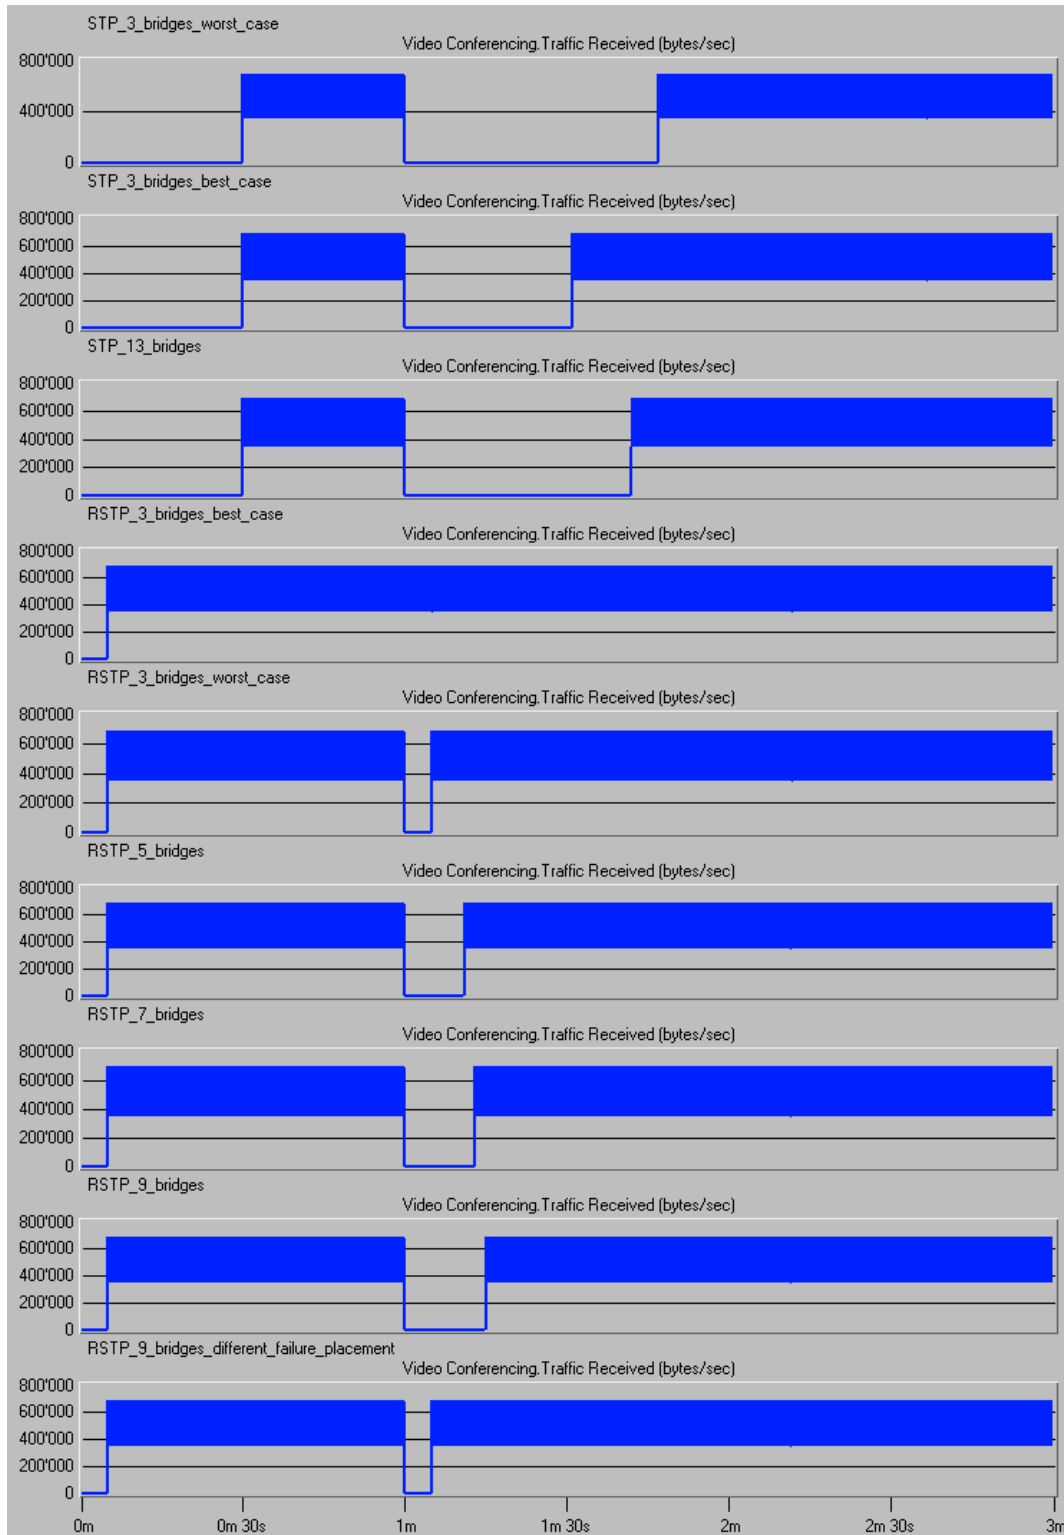 STP_3_bridges_worst_case
Video Conferencing.Traffic Received (bytes/sec)
800'000
400'000
0
STP_3_bridges_best_case
Video Conferencing.Traffic Received (bytes/sec)
800'000
600'000
400'000
200'000
0
STP_13_bridges
Video Conferencing.Traffic Received (bytes/sec)
800'000
600'000
400'000
200'000
0
RSTP_3_bridges_best_case
Video Conferencing.Traffic Received (bytes/sec)
800'000
600'000
400'000
200'000
0
RSTP_3_bridges_worst_case
Video Conferencing.Traffic Received (bytes/sec)
800'000
600'000
400'000
200'000
0
RSTP_5_bridges
Video Conferencing.Traffic Received (bytes/sec)
800'000
600'000
400'000
200'000
0
RSTP_7_bridges
Video Conferencing.Traffic Received (bytes/sec)
800'000
600'000
400'000
200'000
0
RSTP_9_bridges
Video Conferencing.Traffic Received (bytes/sec)
800'000
600'000
400'000
200'000
0
RSTP_9_bridges_different_failure_placement
Video Conferencing.Traffic Received (bytes/sec)
800'000
600'000
400'000
200'000
0
0m 0m 30s 1m 1m 30s 2m 2m 30s 3m